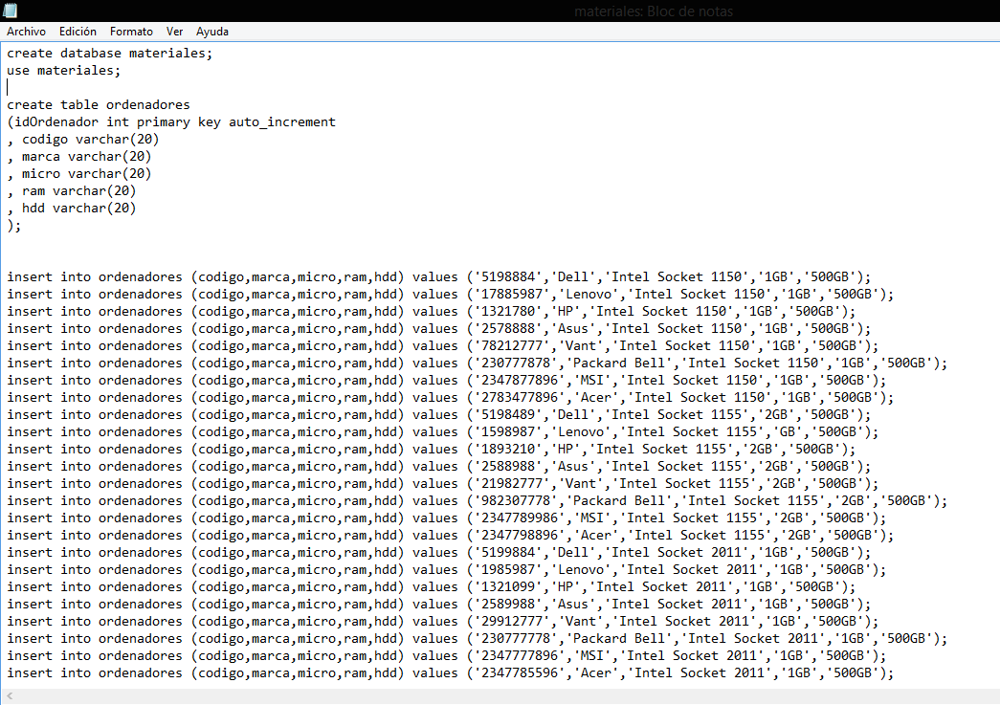 materiales: Bloc de notas
Archivo Edición Formato Ver Ayuda
create database materiales;
use materiales;
create table ordenadores
(idOrdenador int primary key auto_increment
, codigo varchar(20)
, marca varchar(20)
, micro varchar(20)
, ram varchar(20)
, hdd varchar(20)
);
insert into ordenadores (codigo,marca,micro,ram,hdd) values ('5198884','Dell','Intel Socket 1150','1GB','500GB');
insert into ordenadores (codigo,marca,micro,ram,hdd) values ('17885987','Lenovo','Intel Socket 1150','1GB','500GB');
insert into ordenadores (codigo,marca,micro,ram,hdd) values ('1321780','HP','Intel Socket 1150','1GB','500GB');
insert into ordenadores (codigo,marca,micro,ram,hdd) values ('2578888','Asus','Intel Socket 1150','1GB','500GB');
insert into ordenadores (codigo,marca,micro,ram,hdd) values ('78212777','Vant','Intel Socket 1150','1GB','500GB');
insert into ordenadores (codigo,marca,micro,ram,hdd) values ('230777878','Packard Bell','Intel Socket 1150','1GB','500GB');
insert into ordenadores (codigo,marca,micro,ram,hdd) values ('2347877896','MSI','Intel Socket 1150','1GB','500GB');
insert into ordenadores (codigo,marca,micro,ram,hdd) values ('2783477896','Acer','Intel Socket 1150','1GB','500GB');
insert into ordenadores (codigo,marca,micro,ram,hdd) values ('5198489','Dell','Intel Socket 1155','2GB','500GB');
insert into ordenadores (codigo,marca,micro,ram,hdd) values ('1598987','Lenovo','Intel Socket 1155','GB','500GB');
insert into ordenadores (codigo,marca,micro,ram,hdd) values ('1893210','HP','Intel Socket 1155','2GB','500GB');
insert into ordenadores (codigo,marca,micro,ram,hdd) values ('2588988','Asus','Intel Socket 1155','2GB','500GB');
insert into ordenadores (codigo,marca,micro,ram,hdd) values ('21982777','Vant','Intel Socket 1155','2GB','500GB');
insert into ordenadores (codigo,marca,micro,ram,hdd) values ('982307778','Packard Bell','Intel Socket 1155','2GB','500GB');
insert into ordenadores (codigo,marca,micro,ram,hdd) values ('2347789986','MSI','Intel Socket 1155','2GB','500GB');
insert into ordenadores (codigo,marca,micro,ram,hdd) values ('2347798896','Acer','Intel Socket 1155','2GB','500GB');
insert into ordenadores (codigo,marca,micro,ram,hdd) values ('5199884','Dell','Intel Socket 2011','1GB','500GB');
insert into ordenadores (codigo,marca,micro,ram,hdd) values ('1985987','Lenovo','Intel Socket 2011','1GB','500GB');
insert into ordenadores (codigo,marca,micro,ram,hdd) values ('1321099','HP','Intel Socket 2011','1GB','500GB');
insert into ordenadores (codigo,marca,micro,ram,hdd) values ('2589988','Asus','Intel Socket 2011','1GB','500GB');
insert into ordenadores (codigo,marca,micro,ram,hdd) values ('29912777','Vant','Intel Socket 2011','1GB','500GB');
insert into ordenadores (codigo,marca,micro,ram,hdd) values ('230777778','Packard Bell','Intel Socket 2011','1GB','500GB');
insert into ordenadores (codigo,marca,micro,ram,hdd) values ('2347777896','MSI','Intel Socket 2011','1GB','500GB');
insert into ordenadores (codigo,marca,micro,ram,hdd) values ('2347785596','Acer','Intel Socket 2011','1GB','500GB');